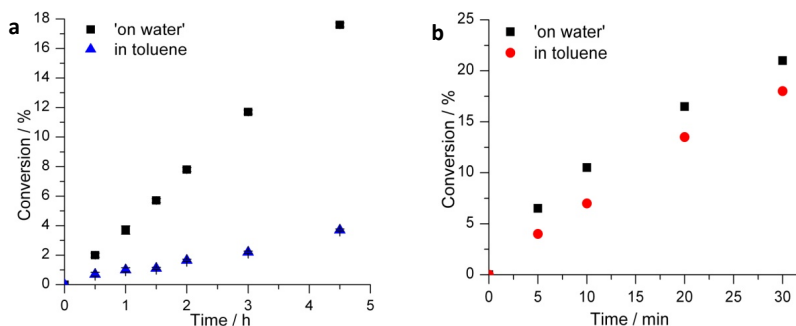 a
'on water'
in toluene
Conversion / %
18
16
14
12
10
8
6
4
2
0
0 1 2 3 4 5
Time / h
b
'on water'
in toluene
Conversion / %
25
20
15
10
5
0
0 5 10 15 20 25 30
Time / min